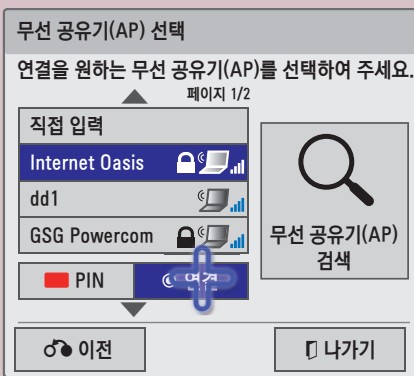 무선 공유기(AP) 선택
연결을 원하는 무선 공유기(AP)를 선택하여 주세요.
페이지 1/2
직접 입력
Internet Oasis
dd1
GSG Powercom
무선 공유기(AP)
검색
PIN
이전
나가기